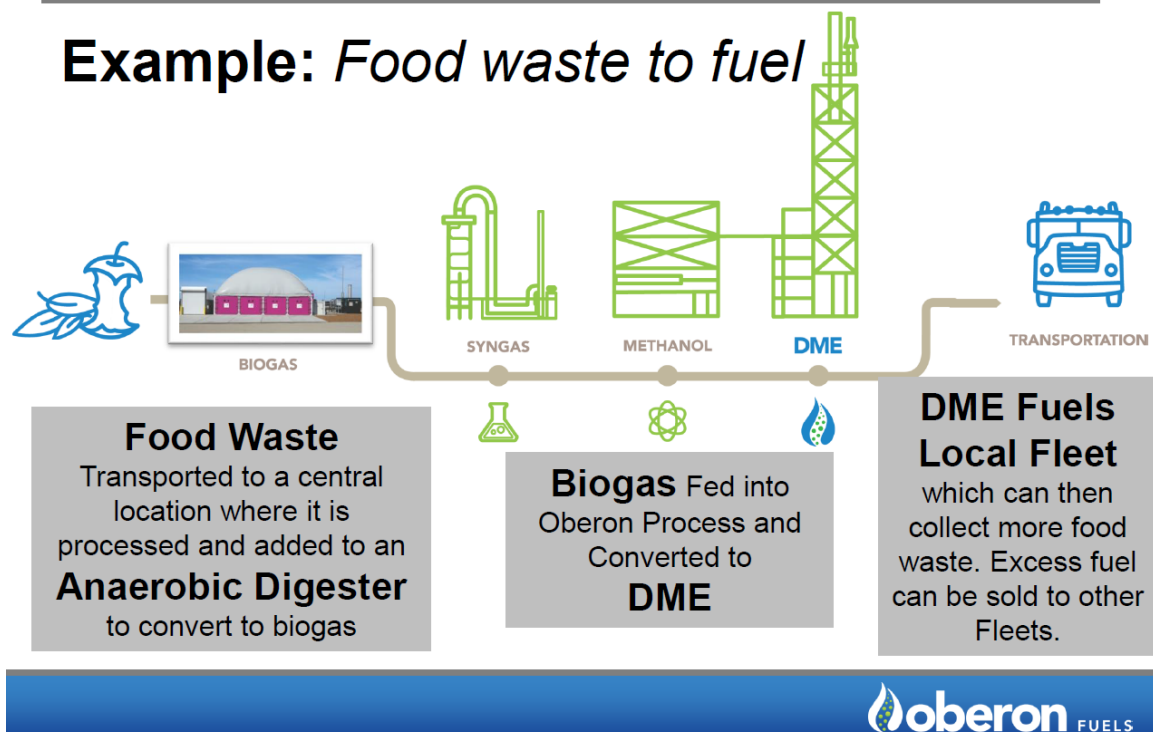 Example: Food waste to fuel
BIOGAS
SYNGAS
METHANOL
DME
TRANSPORTATION
Food Waste
Transported to a central
location where it is
processed and added to an
Anaerobic Digester
to convert to biogas
Biogas Fed into
Oberon Process and
Converted to
DME
DME Fuels
Local Fleet
which can then
collect more food
waste. Excess fuel
can be sold to other
Fleets.
oberon FUELS